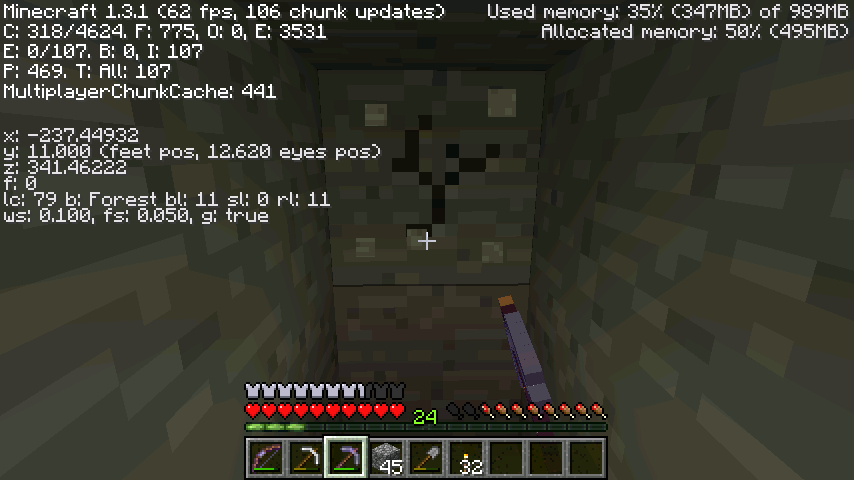 Minecraft 1.3.1 (62 fps, 106 chunk updates)
Used memory: 35% (347MB) of 989MB
C: 318/4624. F: 775, O: 0, E: 3531
Allocated memory: 50% (495MB)
E: 0/107. B: 0, I: 107
P: 469. T: All: 107
MultiplayerChunkCache: 441
x: -237.44932
y: 11.000 (feet pos, 12.620 eyes pos)
z: 341.46222
f: 0
lc: 79 b: Forest bl: 11 sl: 0 rl: 11
ws: 0.100, fs: 0.050, g: true
24
45
32